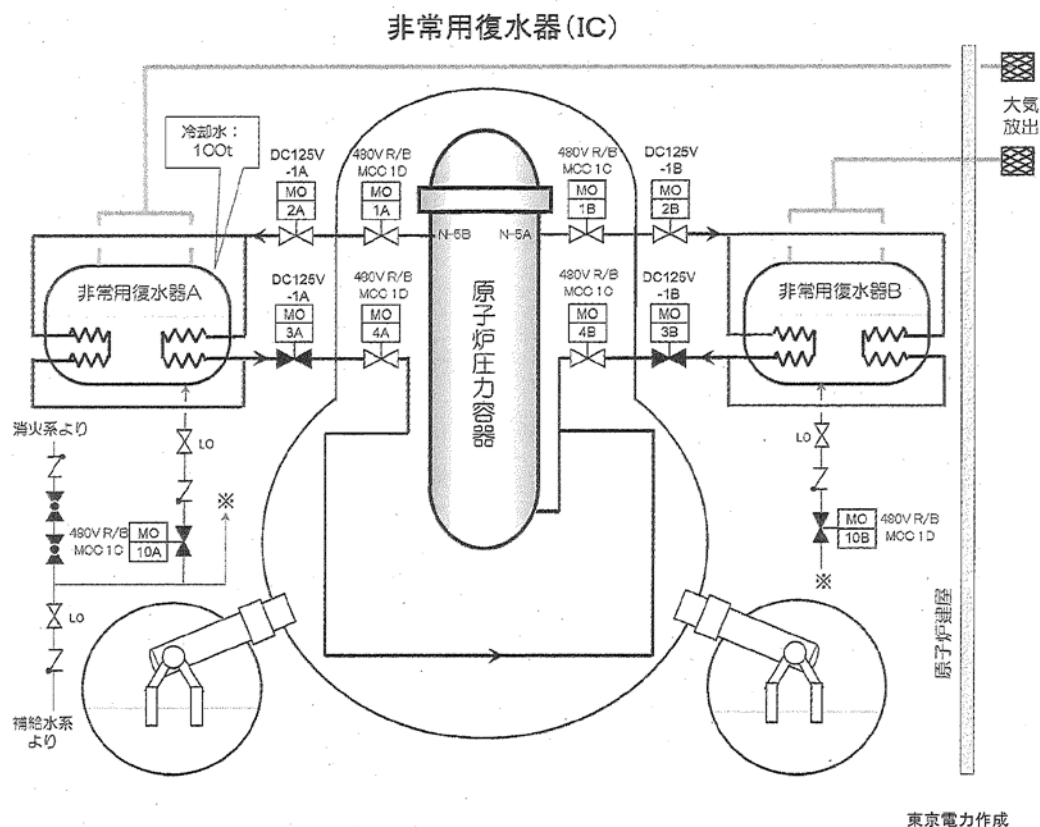 非常用復水器(IC)
大気
放出
冷却水：
100t
DC125V
-1A
MO
2A
480V R/B
MCC 1D
MO
1A
480V R/B
MCC 1C
MO
1B
DC125V
-1B
MO
2B
N-5B
N-5A
非常用復水器A
DC125V
-1A
MO
3A
480V R/B
MCC 1D
MO
4A
原子炉圧力容器
480V R/B
MCC 1C
MO
4B
DC125V
-1B
MO
3B
非常用復水器B
消火系より
LO
※
480V R/B
MCC 1C
MO
10A
LO
補給水系
より
LO
MO
10B
480V R/B
MCC 1D
※
原子炉建屋
東京電力作成